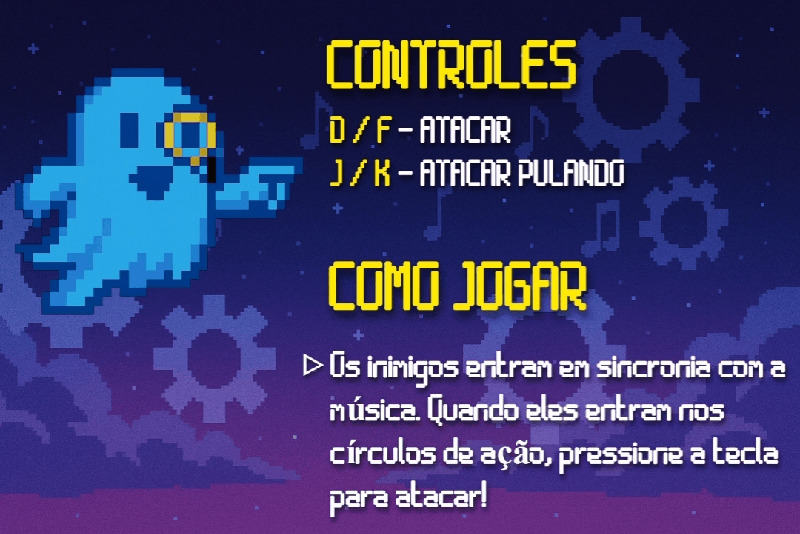 CONTROLES
D / F - ATACAR
J / K - ATACAR PULANDO
COMO JOGAR
▷ Os inimigos entram em sincronia com a
música. Quando eles entram nos
círculos de ação, pressione a tecla
para atacar!